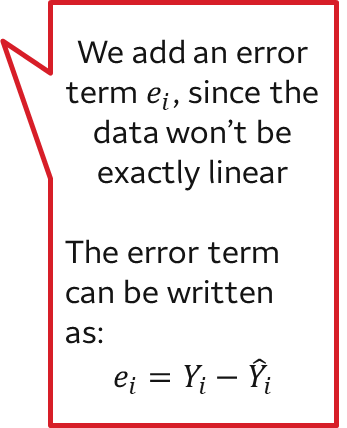 We add an error
term eᵢ, since the
data won’t be
exactly linear
The error term
can be written
as:
eᵢ = Yᵢ − Ŷᵢ